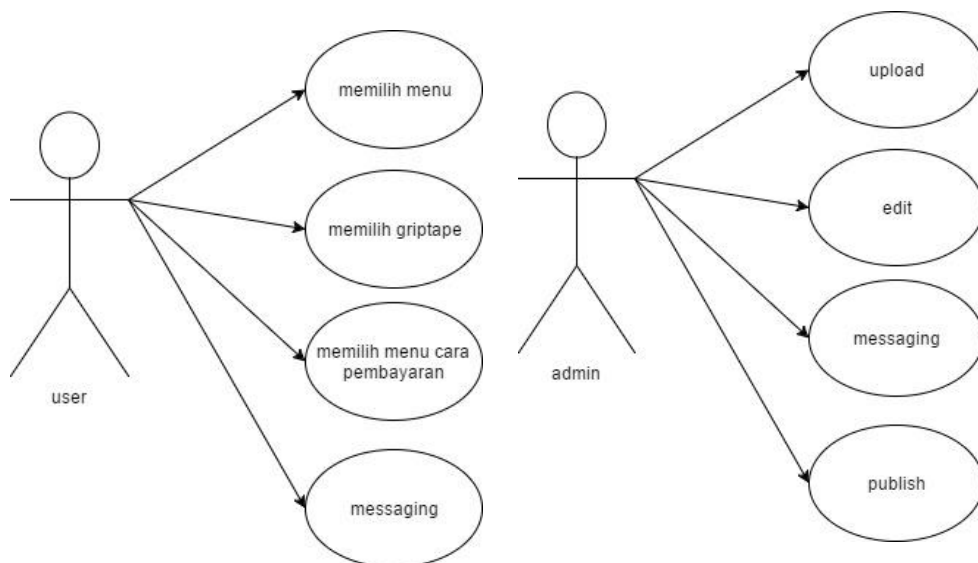 memilih menu
memilih griptape
memilih menu cara
pembayaran
user
messaging
upload
edit
messaging
admin
publish